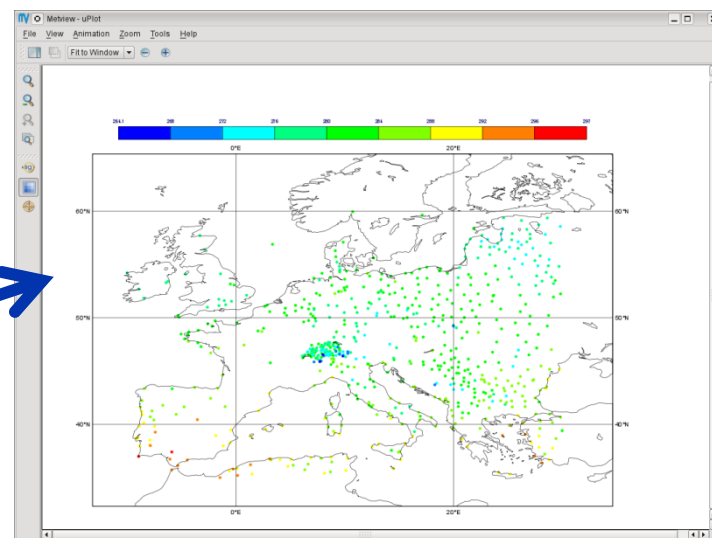 Metview - uPlot
File View Animation Zoom Tools Help
Fit to Window
264.1 268 272 276 280 284 288 292 296 297
0°E 20°E
60°N 60°N
50°N 50°N
40°N 40°N
0°E 20°E